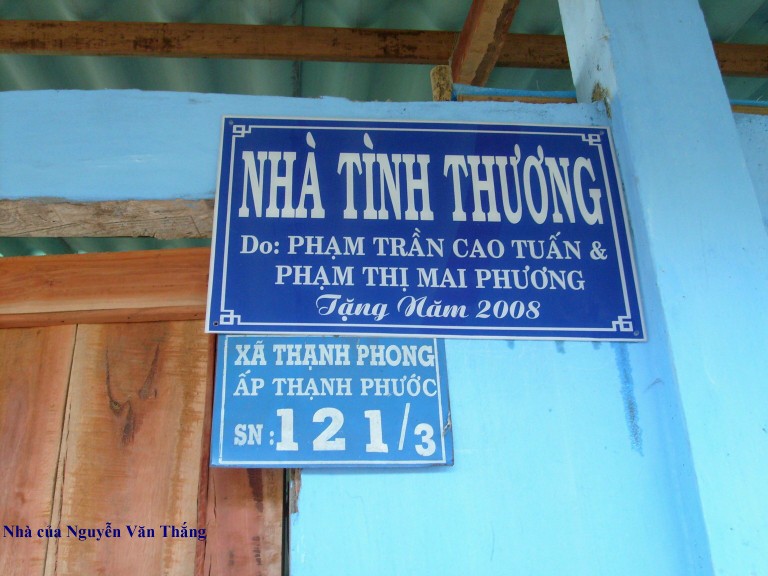 NHÀ TÌNH THƯƠNG
Do: PHẠM TRẦN CAO TUẤN &
PHẠM THỊ MAI PHƯƠNG
Tặng Năm 2008
XÃ THẠNH PHONG
ẤP THẠNH PHƯỚC
SN: 121/3
Nhà của Nguyễn Văn Thắng